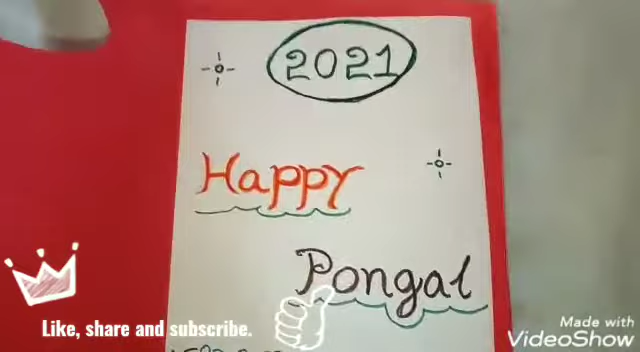 2021
Happy
Pongal
Like, share and subscribe.
Made with
VideoShow